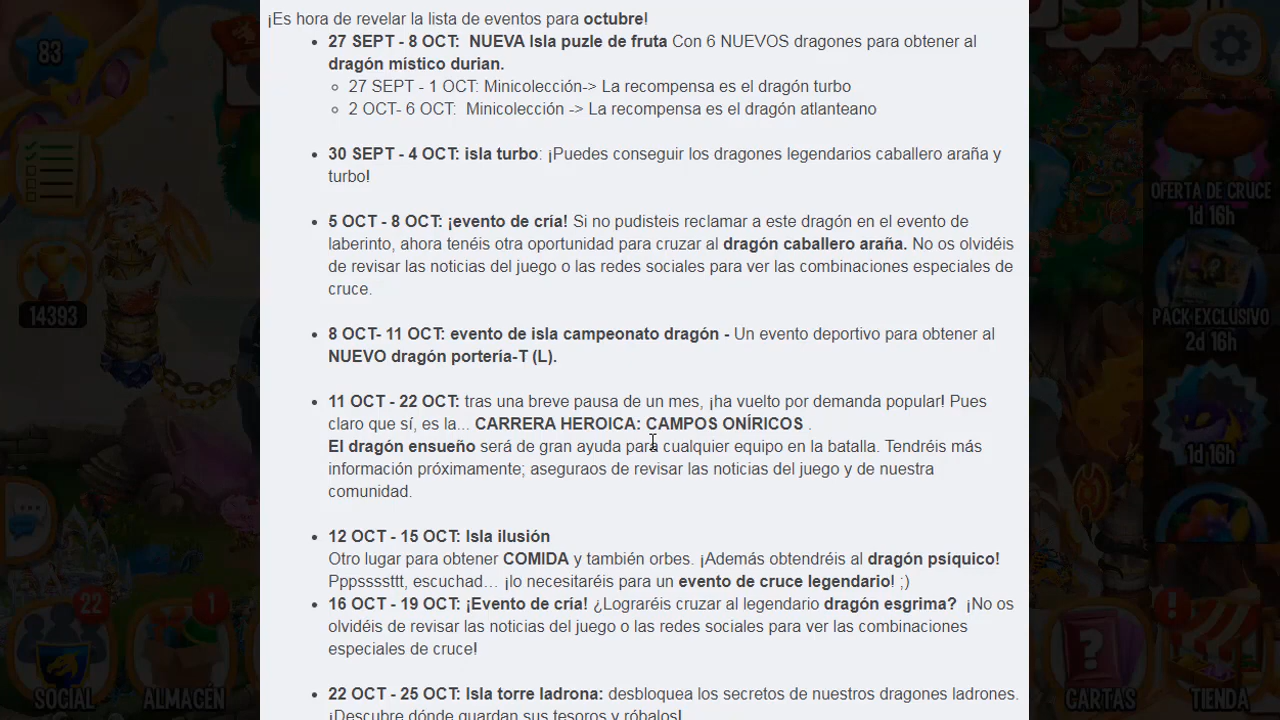 ¡Es hora de revelar la lista de eventos para octubre!
27 SEPT - 8 OCT:  NUEVA Isla puzle de fruta Con 6 NUEVOS dragones para obtener al
dragón místico durian.
27 SEPT - 1 OCT: Minicolección-> La recompensa es el dragón turbo
2 OCT- 6 OCT:  Minicolección -> La recompensa es el dragón atlanteano
30 SEPT - 4 OCT: isla turbo: ¡Puedes conseguir los dragones legendarios caballero araña y
turbo!
5 OCT - 8 OCT: ¡evento de cría! Si no pudisteis reclamar a este dragón en el evento de
laberinto, ahora tenéis otra oportunidad para cruzar al dragón caballero araña. No os olvidéis
de revisar las noticias del juego o las redes sociales para ver las combinaciones especiales de
cruce.
8 OCT- 11 OCT: evento de isla campeonato dragón - Un evento deportivo para obtener al
NUEVO dragón portería-T (L).
11 OCT - 22 OCT: tras una breve pausa de un mes, ¡ha vuelto por demanda popular! Pues
claro que sí, es la... CARRERA HEROICA: CAMPOS ONÍRICOS .
El dragón ensueño será de gran ayuda para cualquier equipo en la batalla. Tendréis más
información próximamente; aseguraos de revisar las noticias del juego y de nuestra
comunidad.
12 OCT - 15 OCT: Isla ilusión
Otro lugar para obtener COMIDA y también orbes. ¡Además obtendréis al dragón psíquico!
Pppssssttt, escuchad… ¡lo necesitaréis para un evento de cruce legendario! ;)
16 OCT - 19 OCT: ¡Evento de cría! ¿Lograréis cruzar al legendario dragón esgrima?  ¡No os
olvidéis de revisar las noticias del juego o las redes sociales para ver las combinaciones
especiales de cruce!
22 OCT - 25 OCT: Isla torre ladrona: desbloquea los secretos de nuestros dragones ladrones.
¡Descubre dónde guardan sus tesoros y róbalos!
83
14393
22
SOCIAL
1
ALMACÉN
OFERTA DE CRUCE
1d 16h
PACK EXCLUSIVO
2d 16h
1d 16h
CARTAS
TIENDA